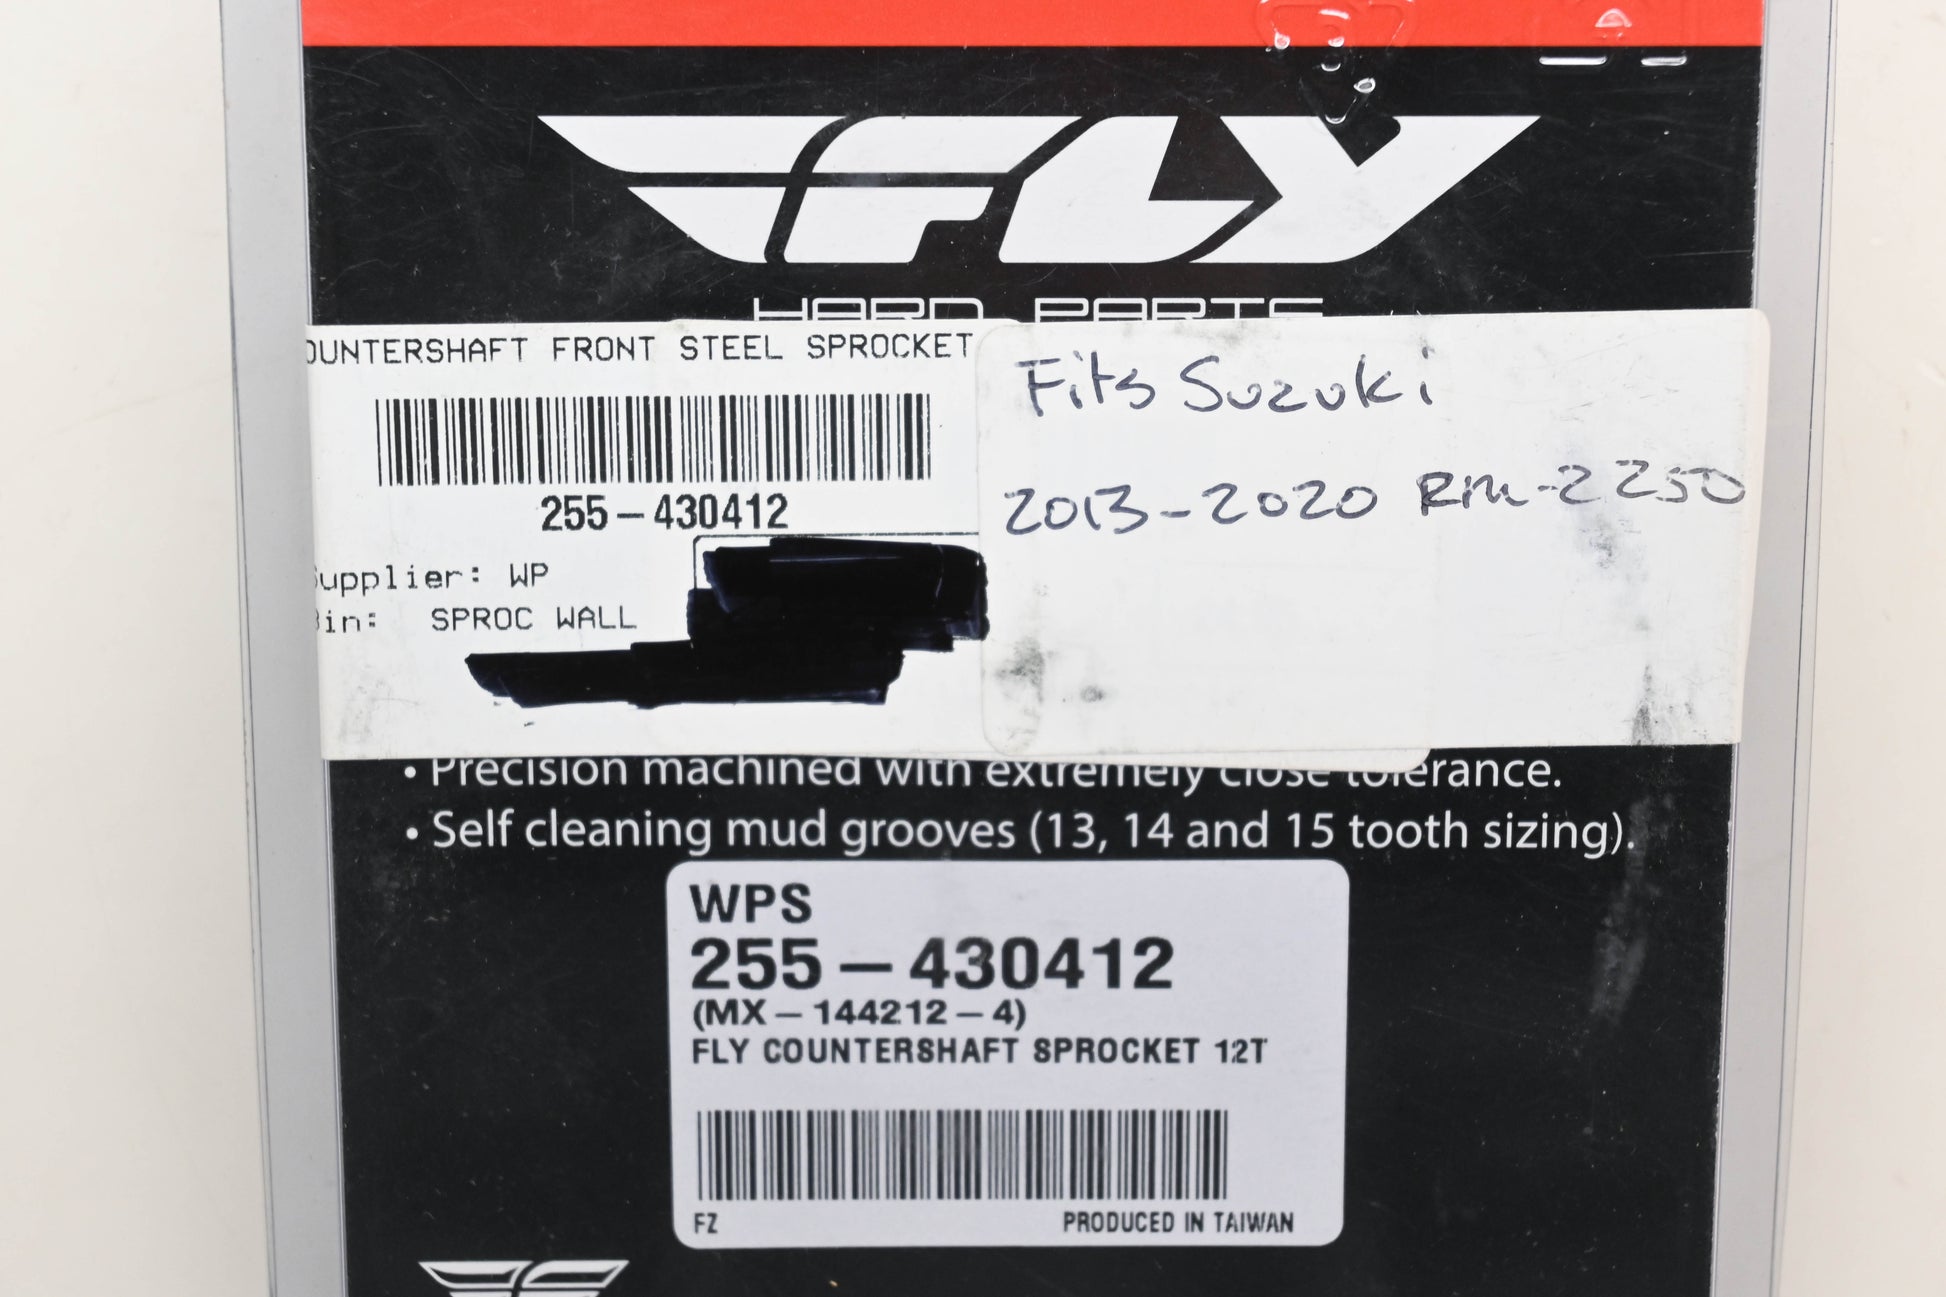 FLY
HARD PARTS
OUNTERSHAFT FRONT STEEL SPROCKET
255-430412
Supplier: WP
Bin: SPROC WALL
Fits Suzuki
2013-2020 RM-Z 250
• Precision machined with extremely close tolerance.
• Self cleaning mud grooves (13, 14 and 15 tooth sizing).
WPS
255-430412
(MX-144212-4)
FLY COUNTERSHAFT SPROCKET 12T
FZ
PRODUCED IN TAIWAN